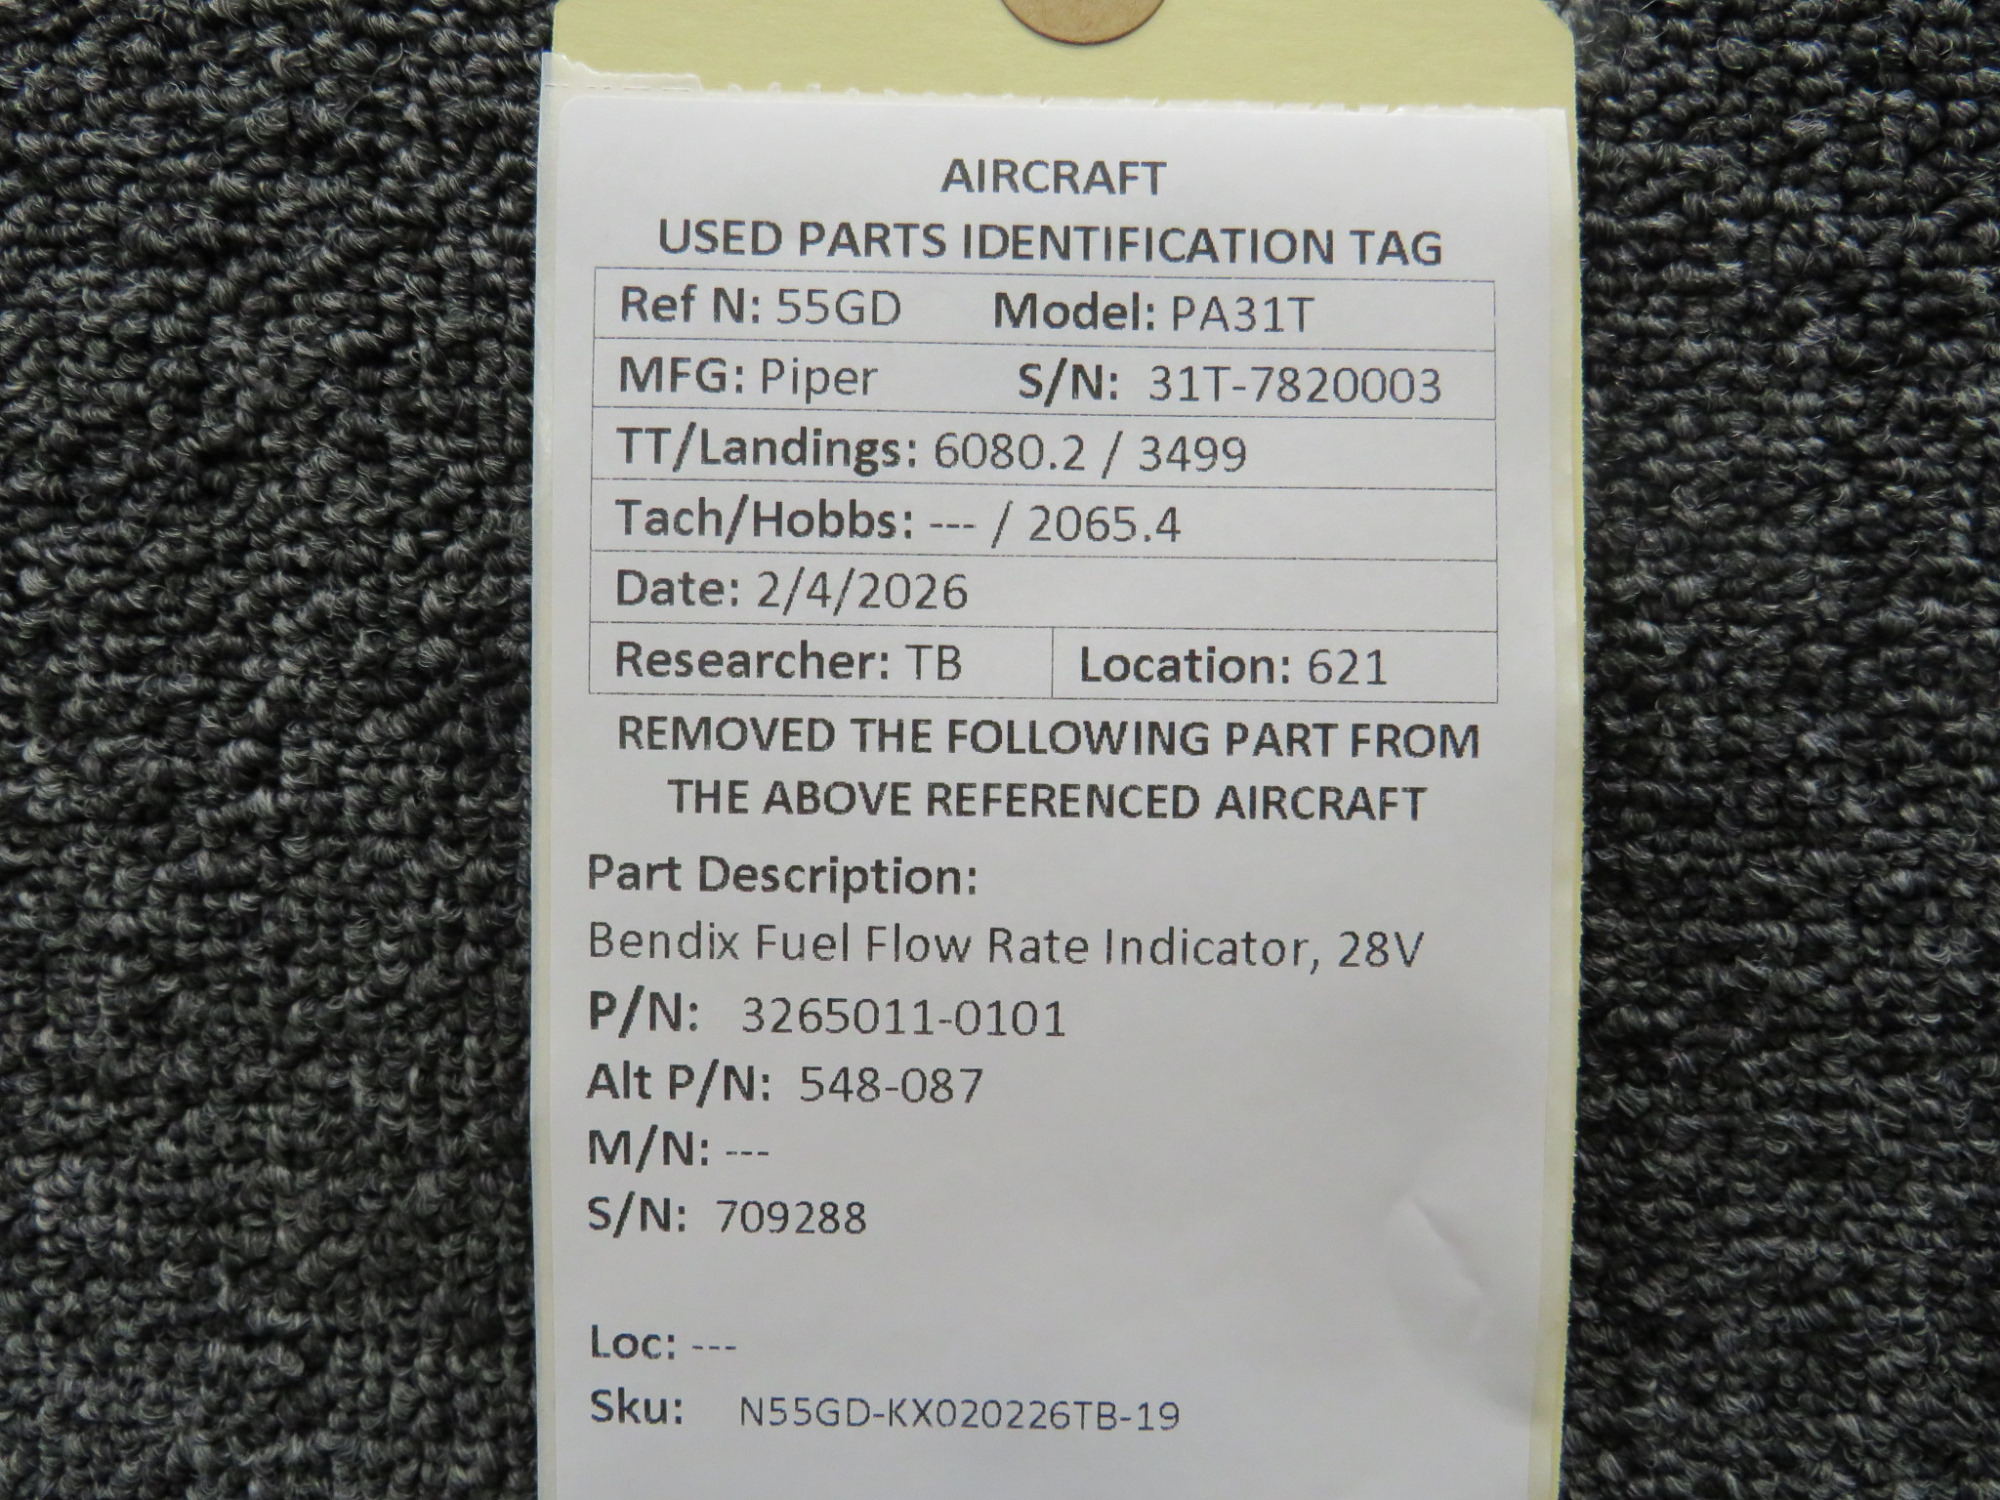 AIRCRAFT
USED PARTS IDENTIFICATION TAG
Ref N: 55GD Model: PA31T
MFG: Piper S/N: 31T-7820003
TT/Landings: 6080.2 / 3499
Tach/Hobbs: --- / 2065.4
Date: 2/4/2026
Researcher: TB Location: 621
REMOVED THE FOLLOWING PART FROM
THE ABOVE REFERENCED AIRCRAFT
Part Description:
Bendix Fuel Flow Rate Indicator, 28V
P/N: 3265011-0101
Alt P/N: 548-087
M/N: ---
S/N: 709288
Loc: ---
Sku: N55GD-KX020226TB-19